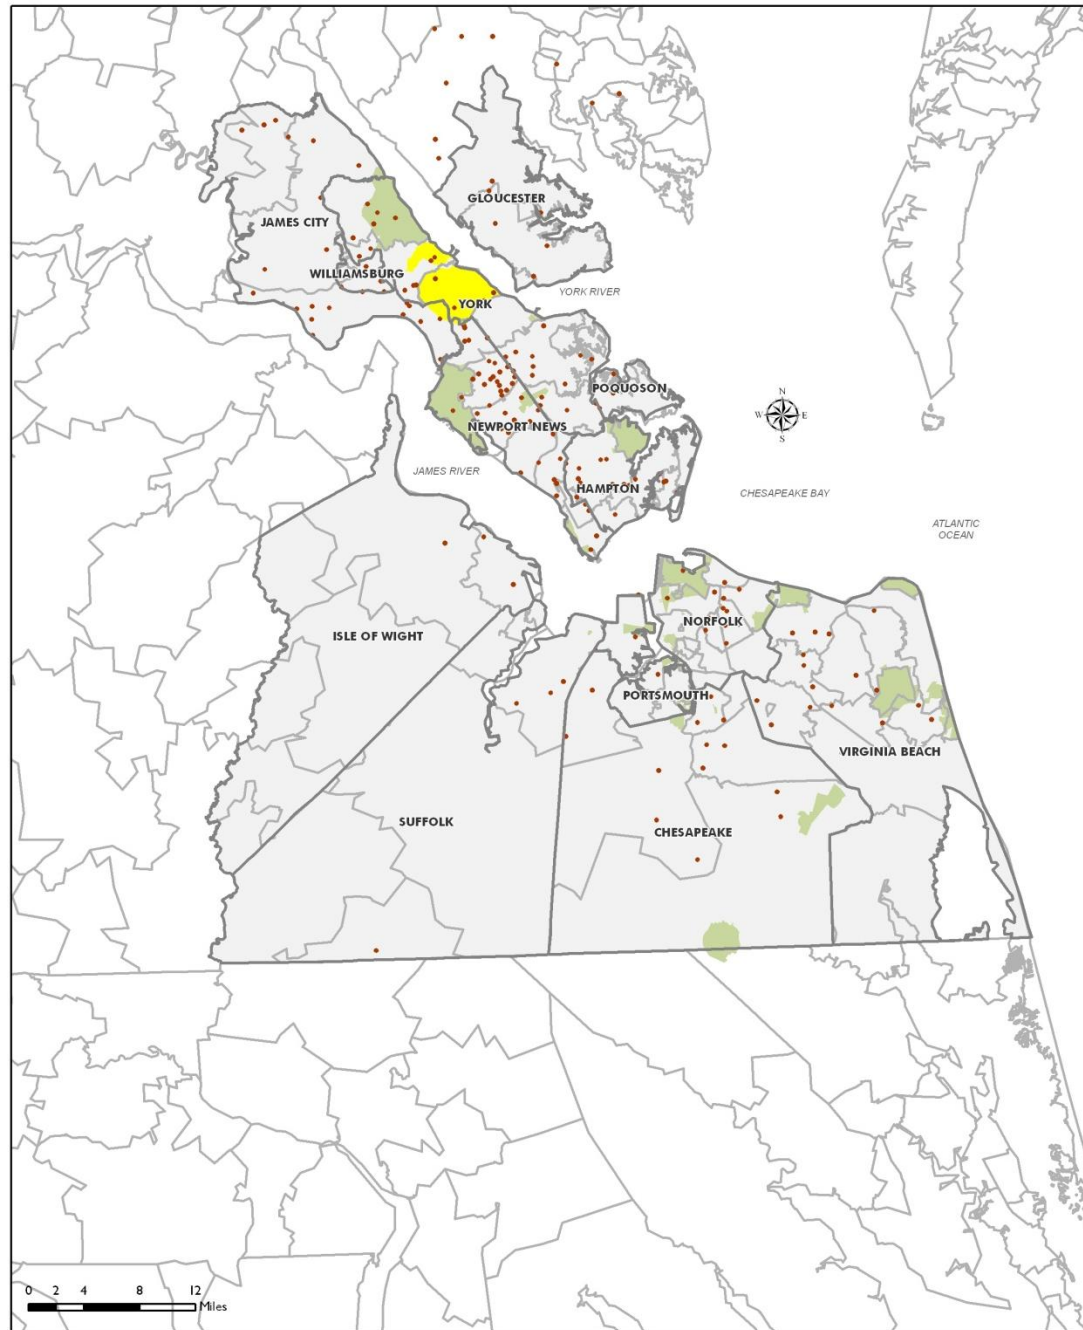 GLOUCESTER
JAMES CITY
WILLIAMSBURG
YORK RIVER
YORK
POQUOSON
N
W E
S
NEWPORT NEWS
JAMES RIVER
HAMPTON
CHESAPEAKE BAY
ATLANTIC
OCEAN
NORFOLK
ISLE OF WIGHT
PORTSMOUTH
VIRGINIA BEACH
SUFFOLK
CHESAPEAKE
0 2 4 8 12
Miles